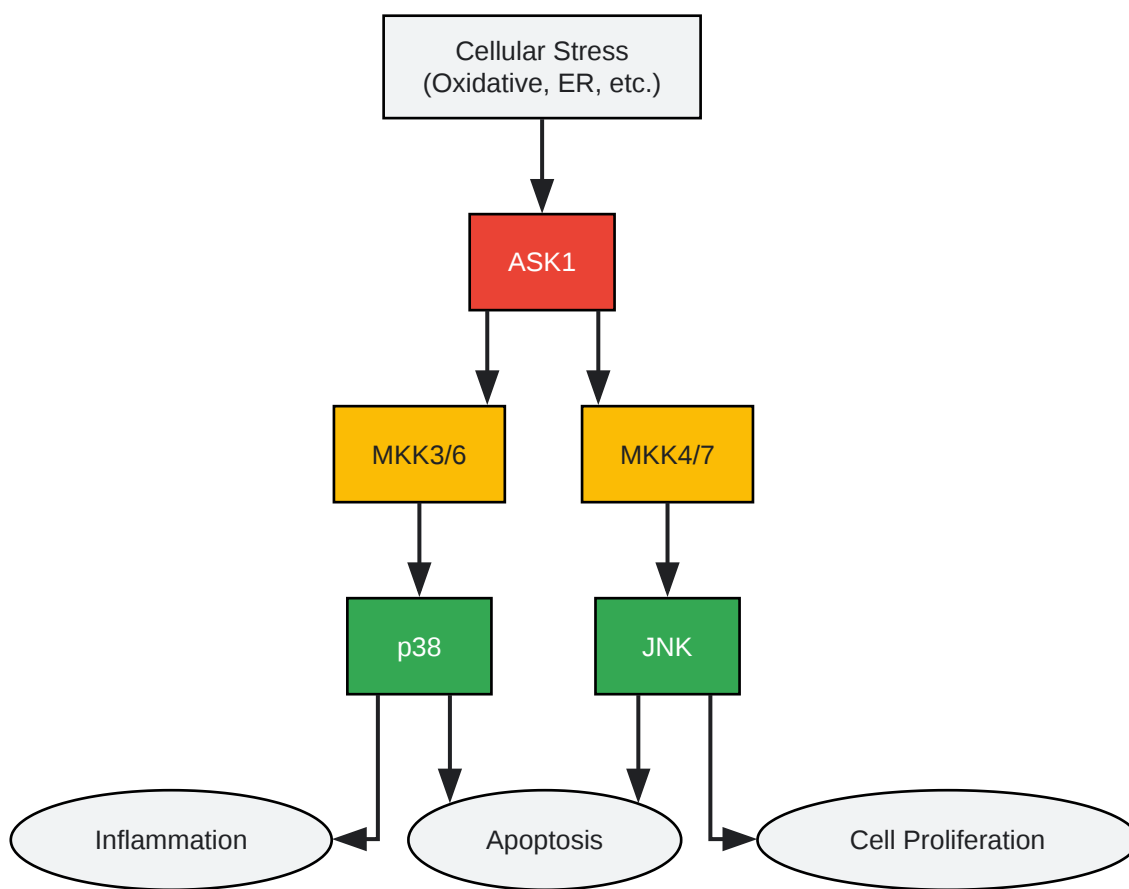 Cellular Stress
(Oxidative, ER, etc.)
ASK1
MKK3/6
MKK4/7
p38
JNK
Inflammation
Apoptosis
Cell Proliferation